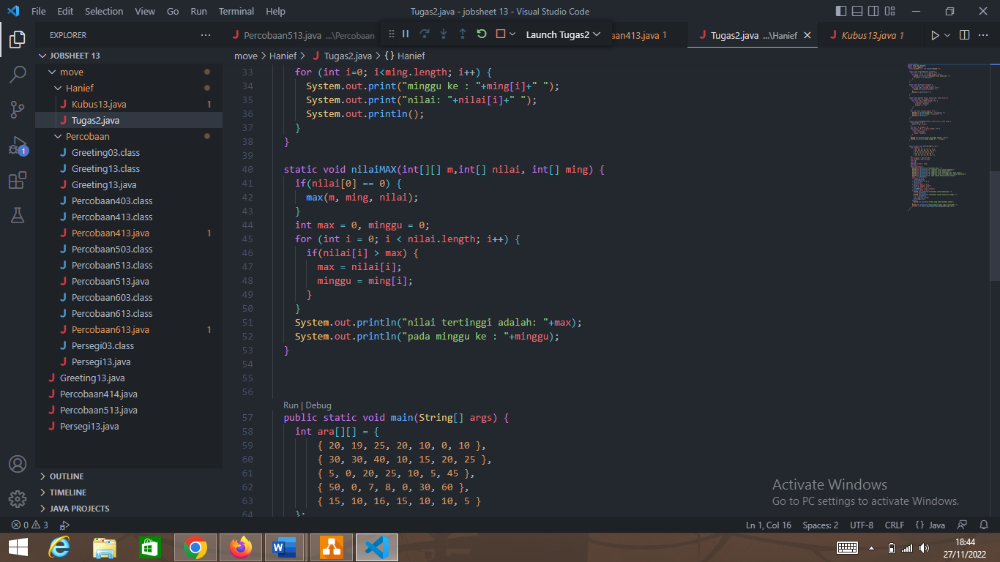 File Edit Selection View Go Run Terminal Help
Tugas2.java - jobsheet 13 - Visual Studio Code
EXPLORER
Percobaan513.java ...\Percobaan
Launch Tugas2
aan413.java 1
Tugas2.java ...\Hanief
Kubus13.java 1
JOBSHEET 13
move
Hanief
Kubus13.java 1
Tugas2.java
Percobaan
Greeting03.class
Greeting13.class
Greeting13.java
Percobaan403.class
Percobaan413.class
Percobaan413.java 1
Percobaan503.class
Percobaan513.class
Percobaan513.java
Percobaan603.class
Percobaan613.class
Percobaan613.java 1
Persegi03.class
Persegi13.java
Greeting13.java
Percobaan414.java
Percobaan513.java
Persegi13.java
OUTLINE
TIMELINE
JAVA PROJECTS
1
move > Hanief > Tugas2.java > {} Hanief
33 for (int i=0; i<ming.length; i++) {
34 System.out.print("minggu ke : "+ming[i]+" ");
35 System.out.print("nilai: "+nilai[i]+" ");
36 System.out.println();
37 }
38 }
39
40 static void nilaiMAX(int[][] m,int[] nilai, int[] ming) {
41 if(nilai[0] == 0) {
42 max(m, ming, nilai);
43 }
44 int max = 0, minggu = 0;
45 for (int i = 0; i < nilai.length; i++) {
46 if(nilai[i] > max) {
47 max = nilai[i];
48 minggu = ming[i];
49 }
50 }
51 System.out.println("nilai tertinggi adalah: "+max);
52 System.out.println("pada minggu ke : "+minggu);
53 }
54
55
56
Run | Debug
57 public static void main(String[] args) {
58 int ara[][] = {
59 { 20, 19, 25, 20, 10, 0, 10 },
60 { 30, 30, 40, 10, 15, 20, 25 },
61 { 5, 0, 20, 25, 10, 5, 45 },
62 { 50, 0, 7, 8, 0, 30, 60 },
63 { 15, 10, 16, 15, 10, 10, 5 }
64 };
Activate Windows
Go to PC settings to activate Windows.
0 3
Ln 1, Col 16 Spaces: 2 UTF-8 CRLF {} Java
18:44
27/11/2022